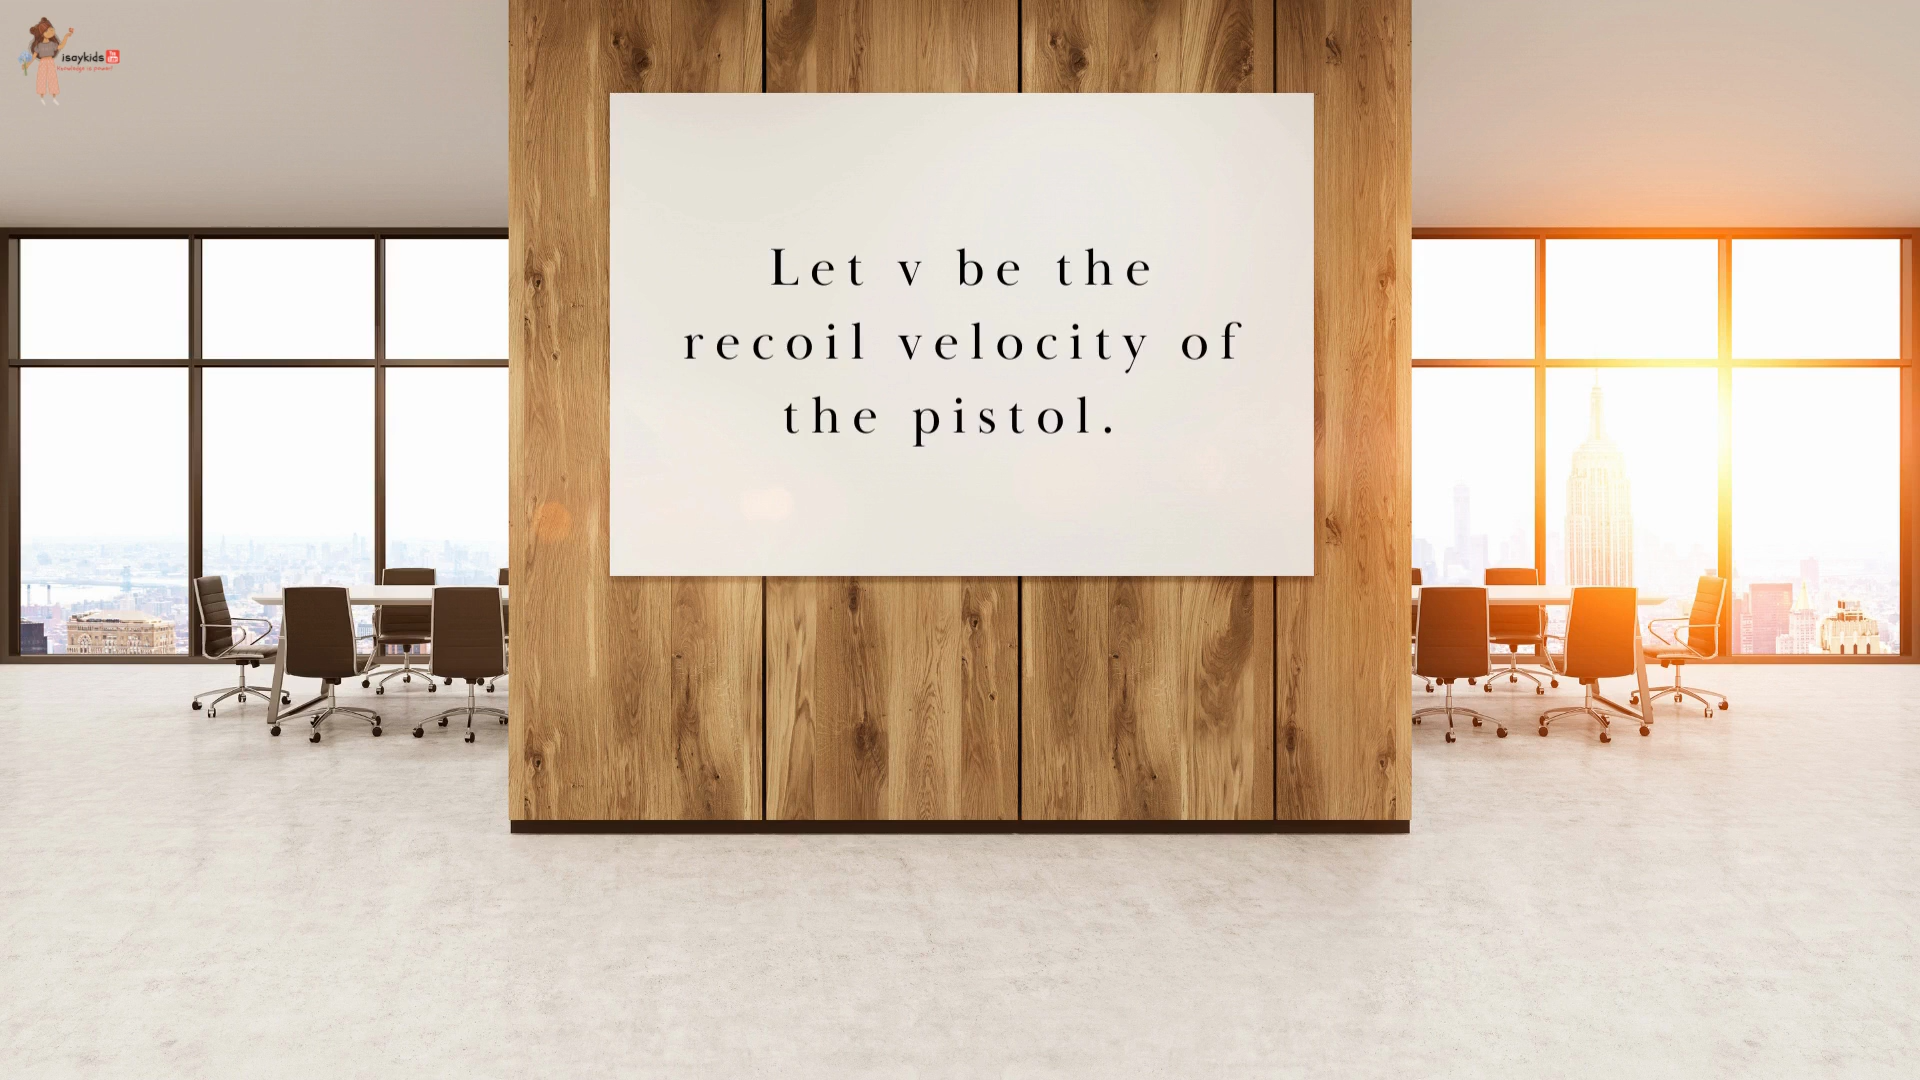 isaykids
Let v be the
recoil velocity of
the pistol.